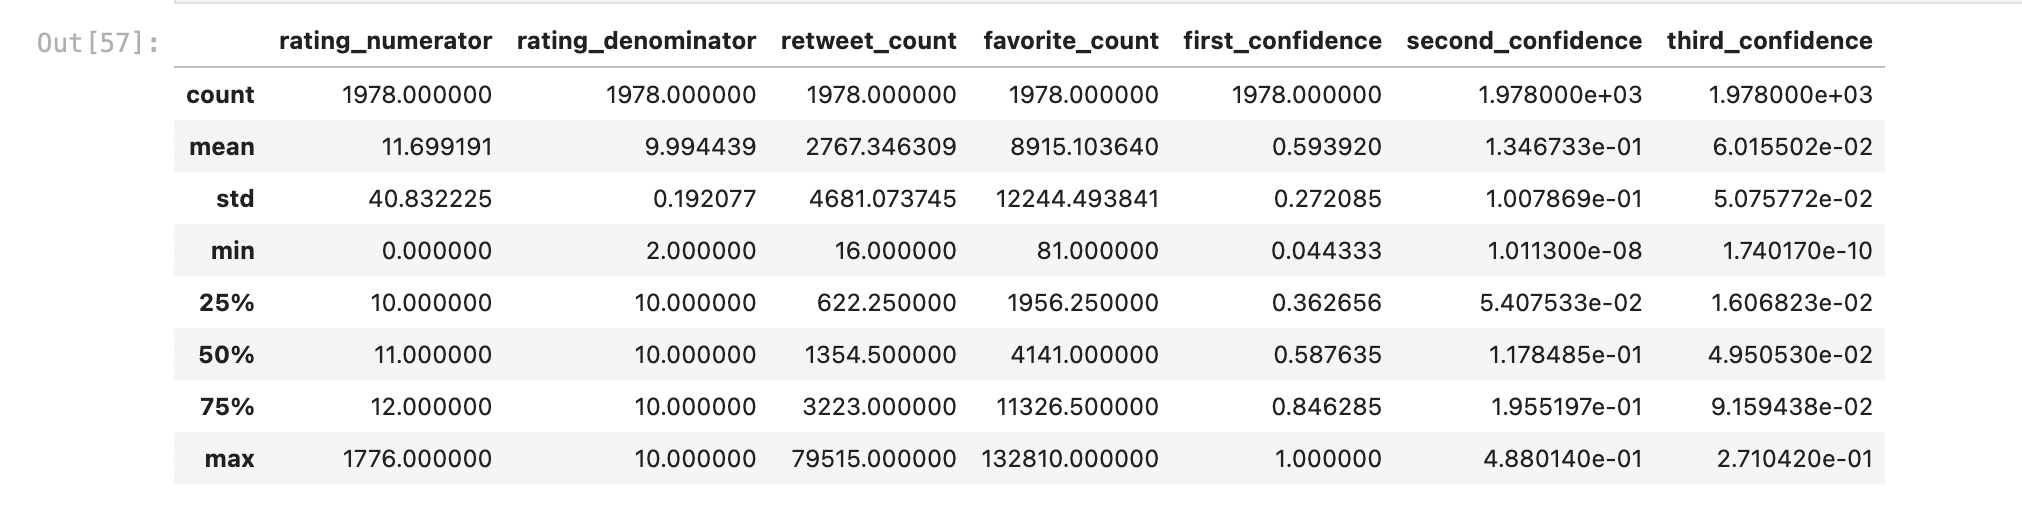 Out[57]:
rating_numerator rating_denominator retweet_count favorite_count first_confidence second_confidence third_confidence
count 1978.000000 1978.000000 1978.000000 1978.000000 1978.000000 1.978000e+03 1.978000e+03
mean 11.699191 9.994439 2767.346309 8915.103640 0.593920 1.346733e-01 6.015502e-02
std 40.832225 0.192077 4681.073745 12244.493841 0.272085 1.007869e-01 5.075772e-02
min 0.000000 2.000000 16.000000 81.000000 0.044333 1.011300e-08 1.740170e-10
25% 10.000000 10.000000 622.250000 1956.250000 0.362656 5.407533e-02 1.606823e-02
50% 11.000000 10.000000 1354.500000 4141.000000 0.587635 1.178485e-01 4.950530e-02
75% 12.000000 10.000000 3223.000000 11326.500000 0.846285 1.955197e-01 9.159438e-02
max 1776.000000 10.000000 79515.000000 132810.000000 1.000000 4.880140e-01 2.710420e-01